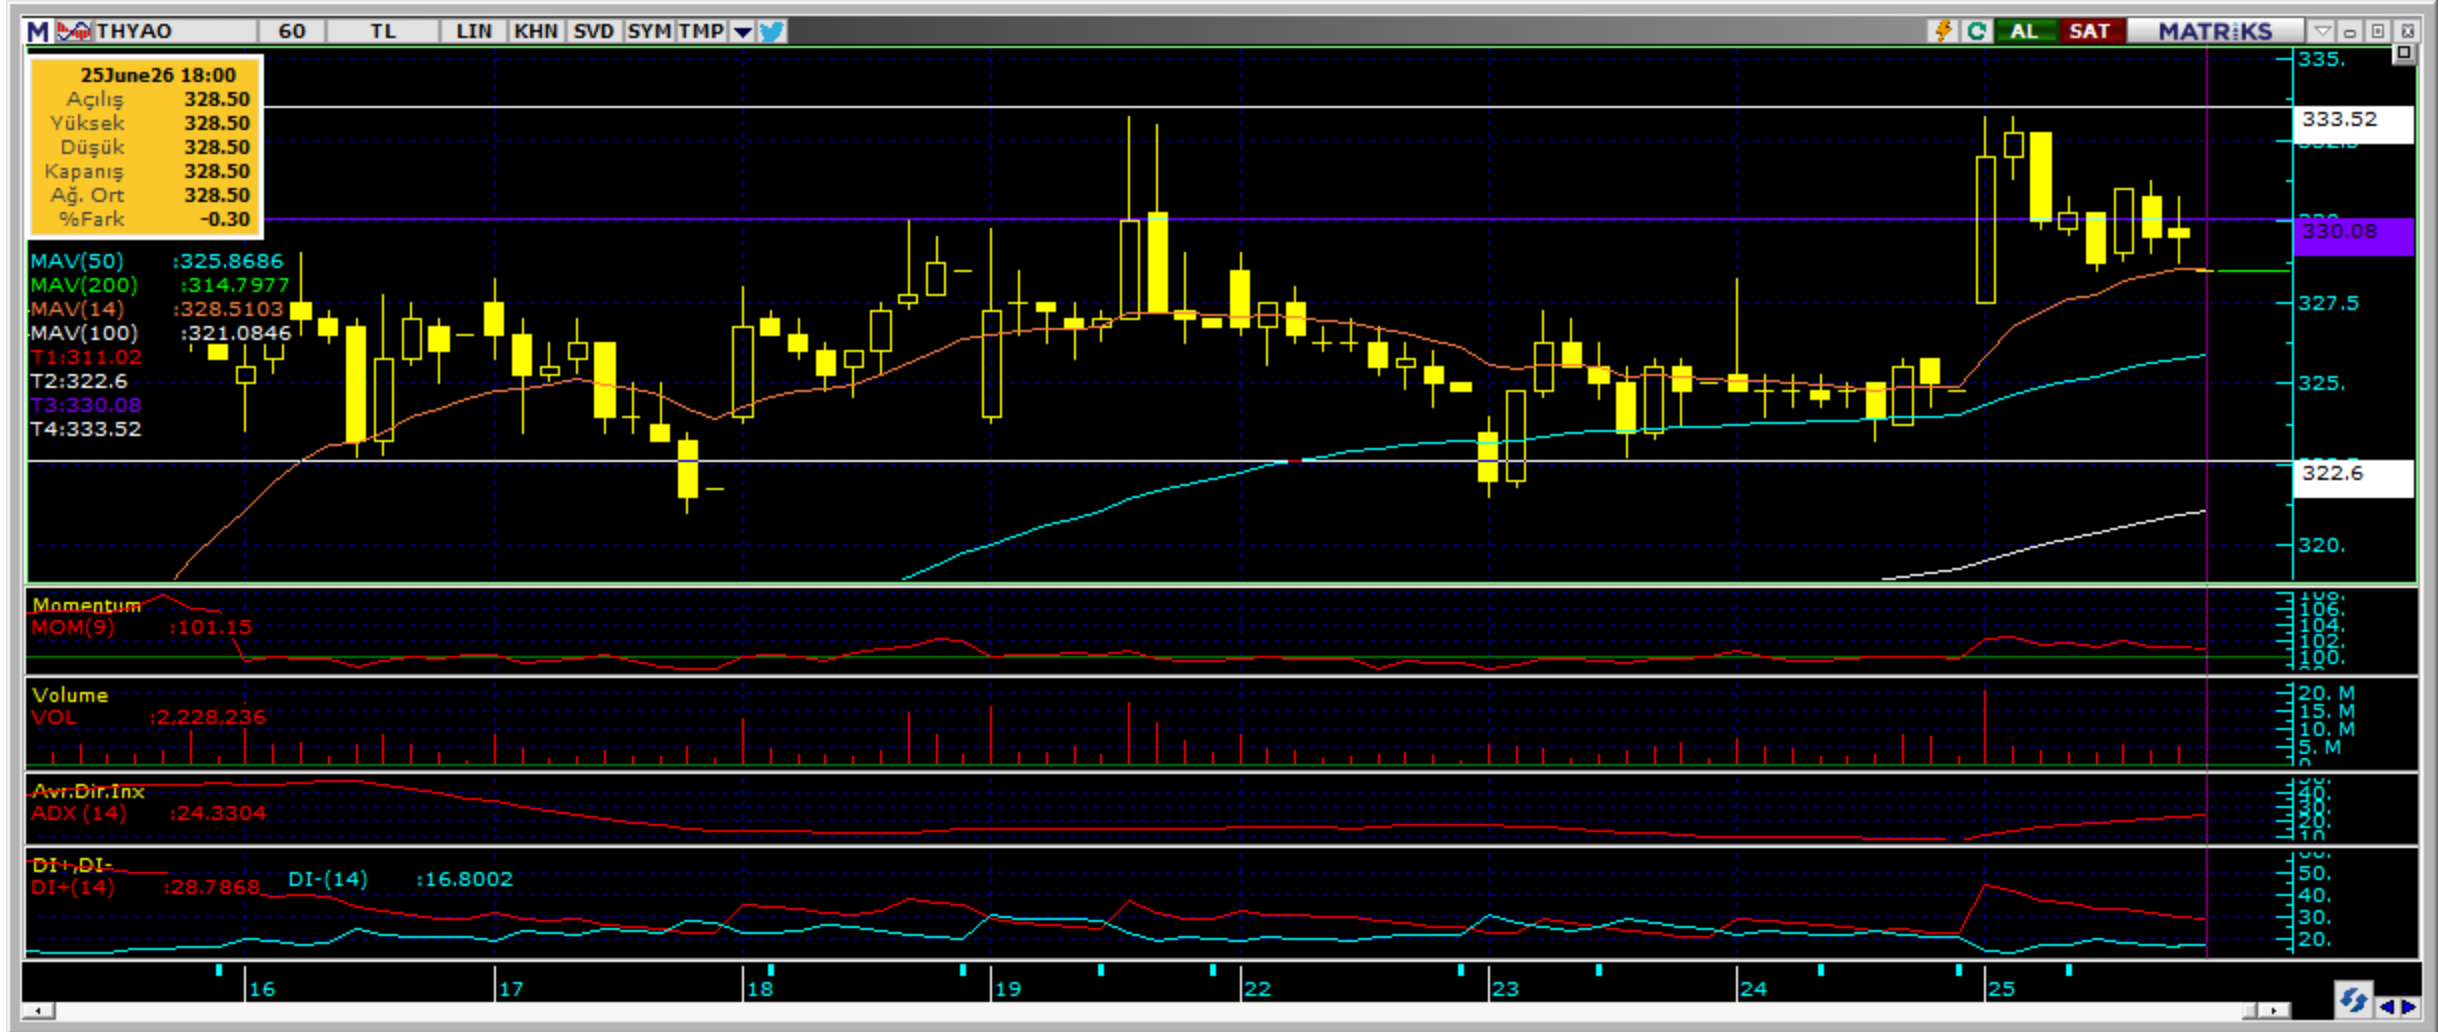 M THYAO 60 TL LIN KHN SVD SYM TMP AL SAT MATRiKS
25June26 18:00
Açılış 328.50
Yüksek 328.50
Düşük 328.50
Kapanış 328.50
Ağ. Ort 328.50
%Fark -0.30
MAV(50) :325.8686
MAV(200) :314.7977
MAV(14) :328.5103
MAV(100) :321.0846
T1:311.02
T2:322.6
T3:330.08
T4:333.52
335.
333.52
330.08
327.5
325.
322.6
320.
Momentum
MOM(9) :101.15
106.
104.
102.
100.
Volume
VOL :2,228,236
20. M
15. M
10. M
5. M
0
Avr.Dir.Inx
ADX (14) :24.3304
40.
30.
20.
10.
DI+,DI-
DI+(14) :28.7868 DI-(14) :16.8002
50.
40.
30.
20.
16 17 18 19 22 23 24 25